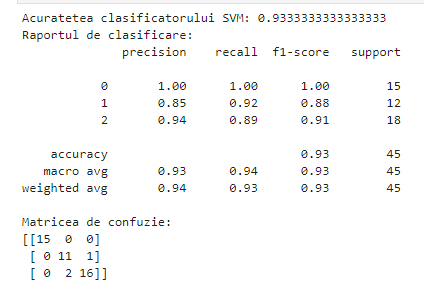 Acuratetea clasificatorului SVM: 0.9333333333333333
Raportul de clasificare:
precision recall f1-score support
0 1.00 1.00 1.00 15
1 0.85 0.92 0.88 12
2 0.94 0.89 0.91 18
accuracy 0.93 45
macro avg 0.93 0.94 0.93 45
weighted avg 0.94 0.93 0.93 45
Matricea de confuzie:
[[15 0 0]
[ 0 11 1]
[ 0 2 16]]